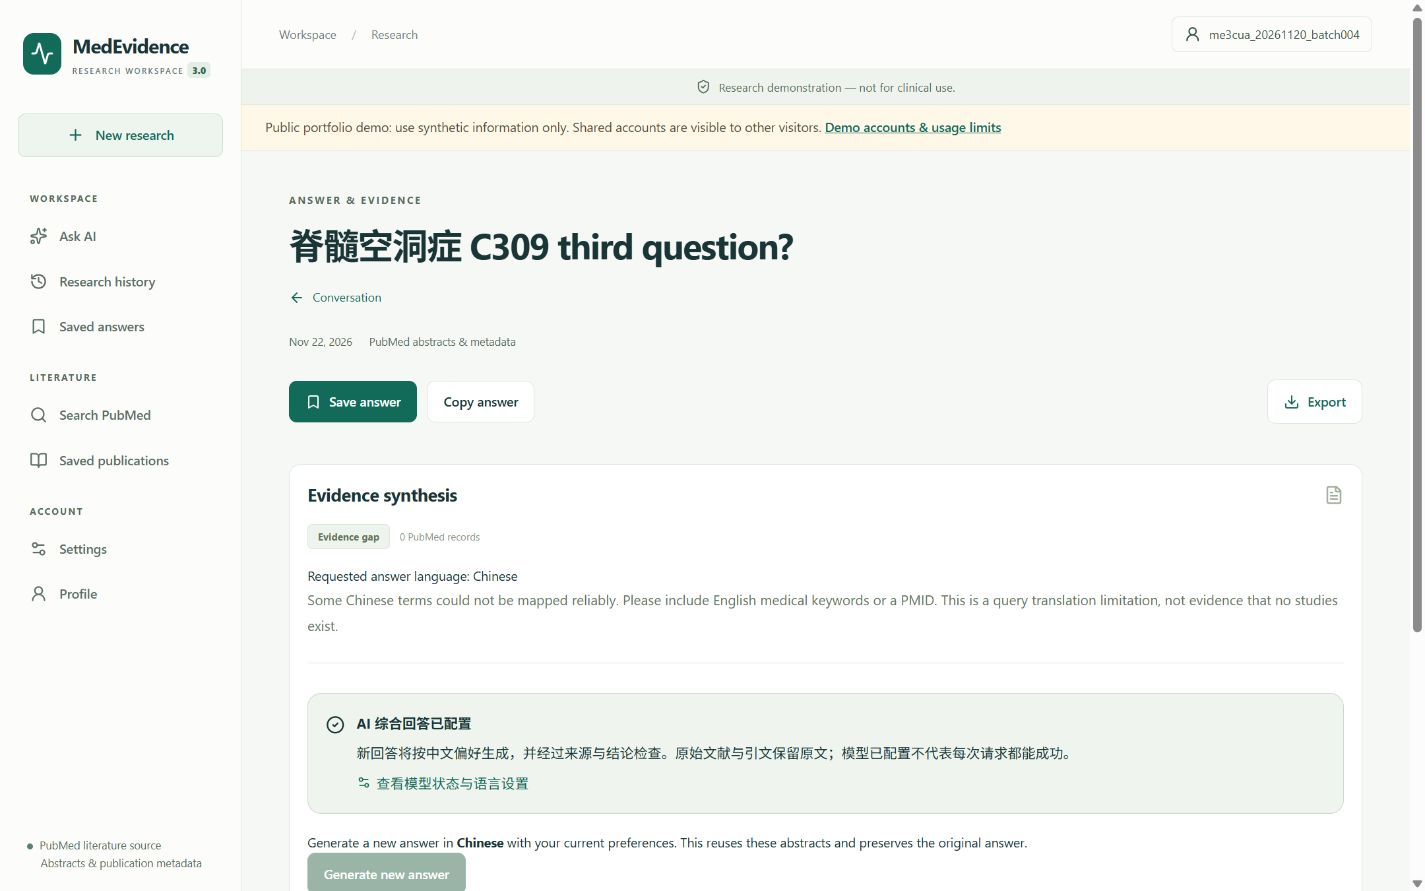 MedEvidence
RESEARCH WORKSPACE 3.0
New research
WORKSPACE
Ask AI
Research history
Saved answers
LITERATURE
Search PubMed
Saved publications
ACCOUNT
Settings
Profile
PubMed literature source
Abstracts & publication metadata
Workspace / Research
me3cua_20261120_batch004
Research demonstration — not for clinical use.
Public portfolio demo: use synthetic information only. Shared accounts are visible to other visitors. Demo accounts & usage limits
ANSWER & EVIDENCE
脊髓空洞症 C309 third question?
Conversation
Nov 22, 2026 PubMed abstracts & metadata
Save answer
Copy answer
Export
Evidence synthesis
Evidence gap 0 PubMed records
Requested answer language: Chinese
Some Chinese terms could not be mapped reliably. Please include English medical keywords or a PMID. This is a query translation limitation, not evidence that no studies
exist.
AI 综合回答已配置
新回答将按中文偏好生成，并经过来源与结论检查。原始文献与引文保留原文；模型已配置不代表每次请求都能成功。
查看模型状态与语言设置
Generate a new answer in Chinese with your current preferences. This reuses these abstracts and preserves the original answer.
Generate new answer